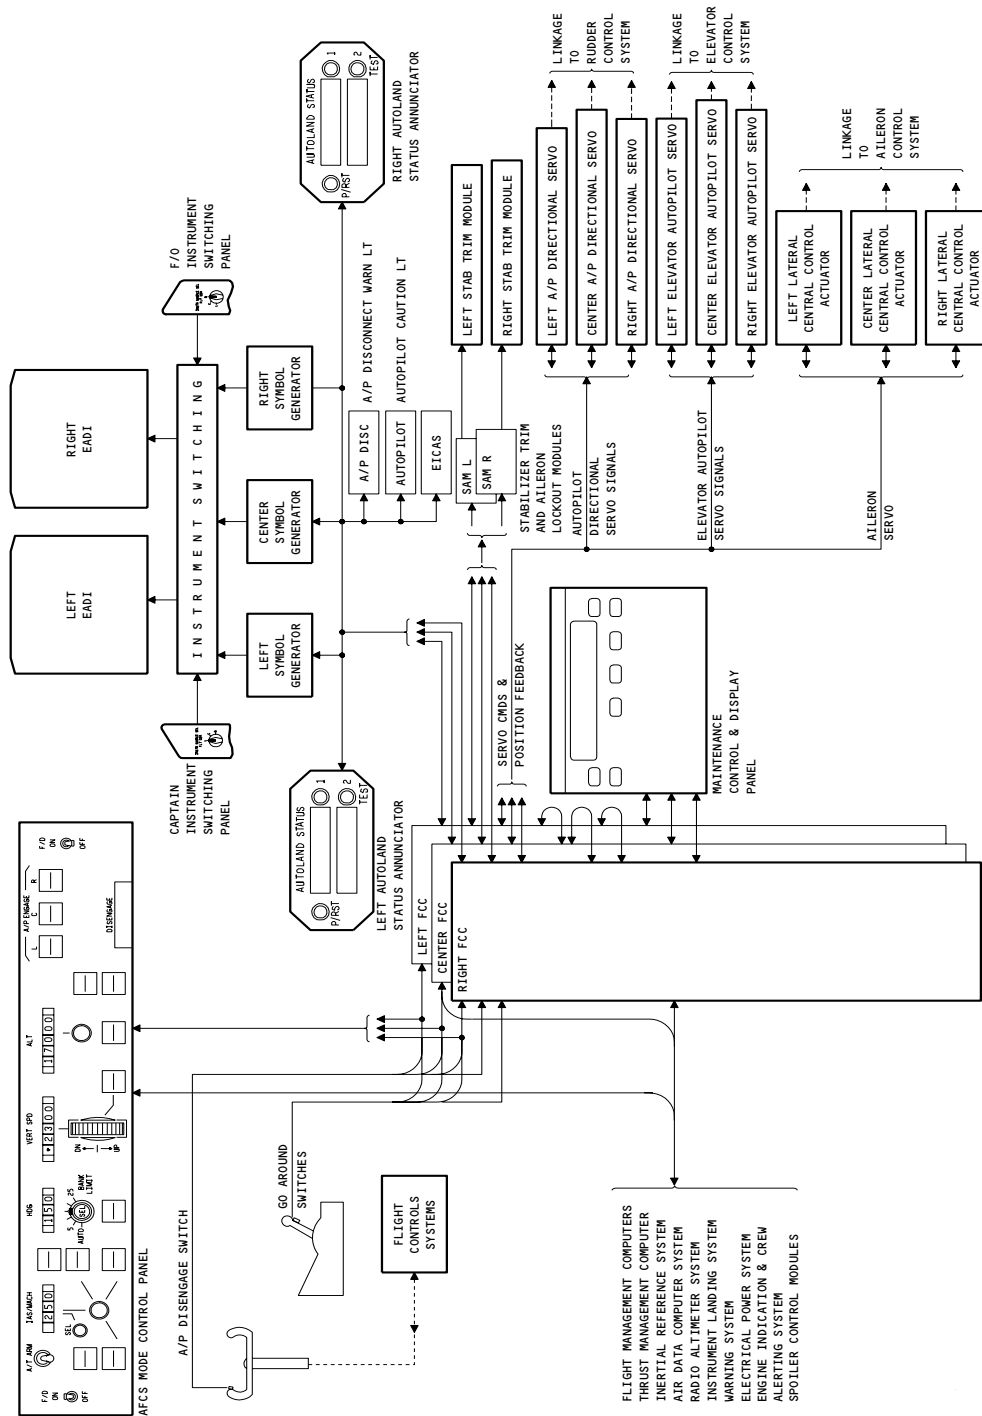 F/D
ON
OFF
A/T ARM
IAS/MACH
250
SEL
HDG
150
AUTO
5
25
SEL
BANK
LIMIT
VERT SPD
2300
DN
UP
ALT
17000
A/P ENGAGE
L
C
R
DISENGAGE
F/D
ON
OFF
AFCS MODE CONTROL PANEL
LEFT
EADI
RIGHT
EADI
CAPTAIN
INSTRUMENT
SWITCHING
PANEL
INSTRUMENT SWITCHING
F/O
INSTRUMENT
SWITCHING
PANEL
A/P DISENGAGE SWITCH
LEFT
SYMBOL
GENERATOR
CENTER
SYMBOL
GENERATOR
RIGHT
SYMBOL
GENERATOR
GO AROUND
SWITCHES
AUTOLAND STATUS
P/RST
1
2
TEST
LEFT AUTOLAND
STATUS ANNUNCIATOR
AUTOLAND STATUS
P/RST
1
2
TEST
RIGHT AUTOLAND
STATUS ANNUNCIATOR
A/P DISC
A/P DISCONNECT WARN LT
AUTOPILOT
AUTOPILOT CAUTION LT
EICAS
FLIGHT
CONTROLS
SYSTEMS
LEFT FCC
CENTER FCC
RIGHT FCC
SAM L
SAM R
LEFT STAB TRIM MODULE
RIGHT STAB TRIM MODULE
STABILIZER TRIM
AND AILERON
LOCKOUT MODULES
SERVO CMDS &
POSITION FEEDBACK
AUTOPILOT
DIRECTIONAL
SERVO SIGNALS
LEFT A/P DIRECTIONAL SERVO
CENTER A/P DIRECTIONAL SERVO
RIGHT A/P DIRECTIONAL SERVO
LINKAGE
TO
RUDDER
CONTROL
SYSTEM
ELEVATOR AUTOPILOT
SERVO SIGNALS
LEFT ELEVATOR AUTOPILOT SERVO
CENTER ELEVATOR AUTOPILOT SERVO
RIGHT ELEVATOR AUTOPILOT SERVO
LINKAGE
TO
ELEVATOR
CONTROL
SYSTEM
FLIGHT MANAGEMENT COMPUTERS
THRUST MANAGEMENT COMPUTER
INERTIAL REFERENCE SYSTEM
AIR DATA COMPUTER SYSTEM
RADIO ALTIMETER SYSTEM
INSTRUMENT LANDING SYSTEM
WARNING SYSTEM
ELECTRICAL POWER SYSTEM
ENGINE INDICATION & CREW
ALERTING SYSTEM
SPOILER CONTROL MODULES
MAINTENANCE
CONTROL & DISPLAY
PANEL
AILERON
SERVO
LEFT LATERAL
CENTRAL CONTROL
ACTUATOR
CENTER LATERAL
CENTRAL CONTROL
ACTUATOR
RIGHT LATERAL
CENTRAL CONTROL
ACTUATOR
LINKAGE
TO
AILERON
CONTROL
SYSTEM